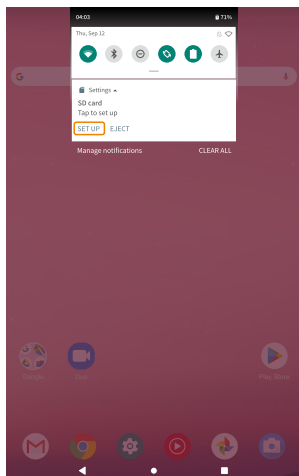 04:03 71%
Thu, Sep 12
Settings
SD card
Tap to set up
SET UP EJECT
Manage notifications CLEAR ALL
Google Duo Play Store